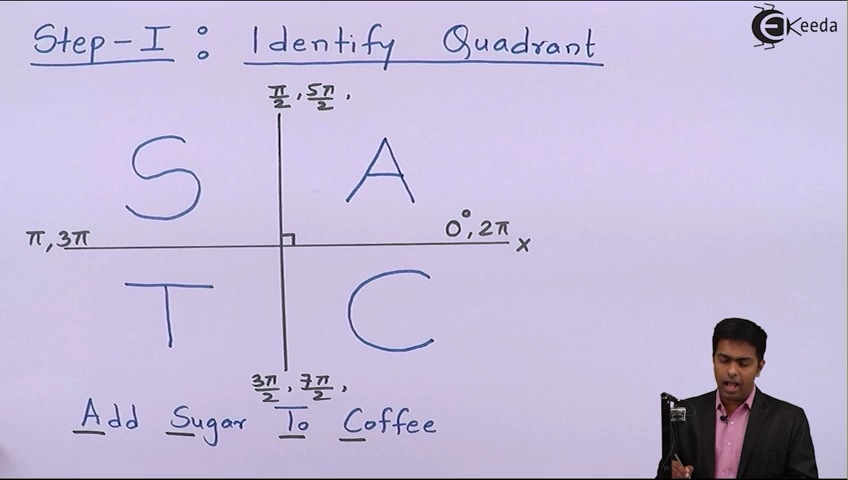 Step-I : Identify Quadrant
Ekeeda
π/2, 5π/2,
S A
π, 3π
0°, 2π
x
T C
3π/2, 7π/2,
Add Sugar To Coffee